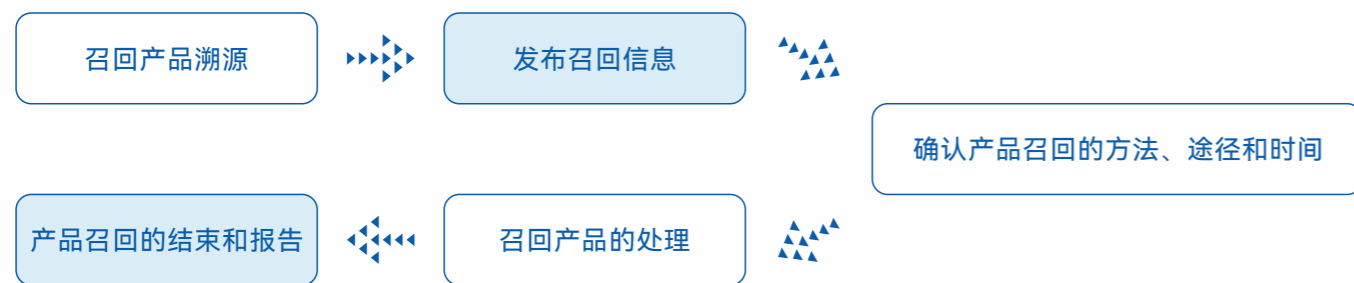 召回产品溯源
发布召回信息
确认产品召回的方法、途径和时间
召回产品的处理
产品召回的结束和报告